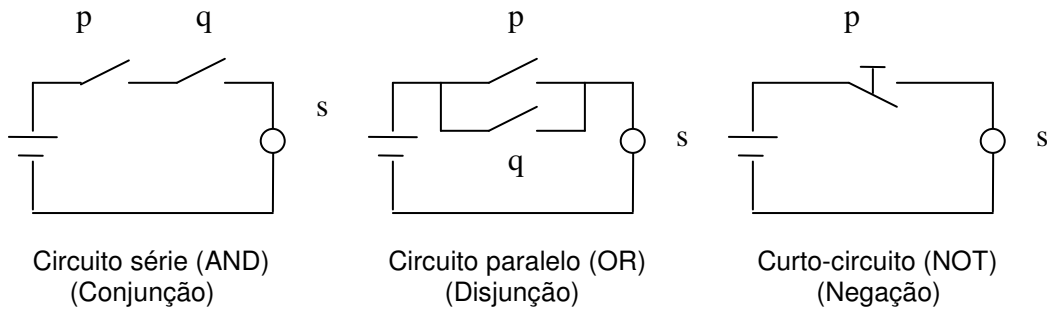 p q p p
s s s
q
Circuito série (AND) Circuito paralelo (OR) Curto-circuito (NOT)
(Conjunção) (Disjunção) (Negação)